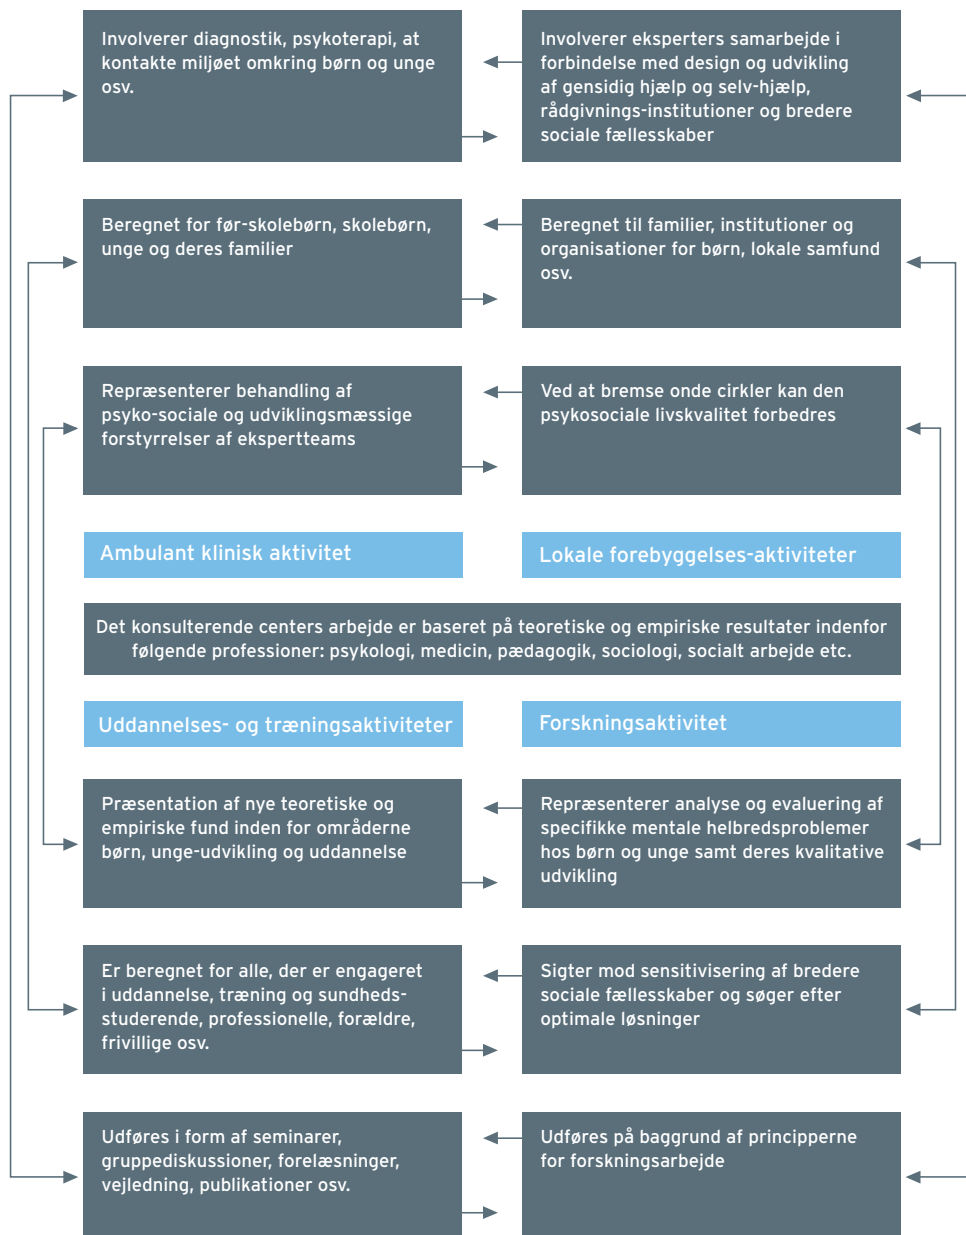 Involverer diagnostik, psykoterapi, at
kontakte miljøet omkring børn og unge
osv.
Involverer eksperters samarbejde i
forbindelse med design og udvikling
af gensidig hjælp og selv-hjælp,
rådgivnings-institutioner og bredere
sociale fællesskaber
Beregnet for før-skolebørn, skolebørn,
unge og deres familier
Beregnet til familier, institutioner og
organisationer for børn, lokale samfund
osv.
Repræsenterer behandling af
psyko-sociale og udviklingsmæssige
forstyrrelser af ekspertteams
Ved at bremse onde cirkler kan den
psykosociale livskvalitet forbedres
Ambulant klinisk aktivitet
Lokale forebyggelses-aktiviteter
Det konsulterende centers arbejde er baseret på teoretiske og empiriske resultater indenfor
følgende professioner: psykologi, medicin, pædagogik, sociologi, socialt arbejde etc.
Uddannelses- og træningsaktiviteter
Forskningsaktivitet
Præsentation af nye teoretiske og
empiriske fund inden for områderne
børn, unge-udvikling og uddannelse
Repræsenterer analyse og evaluering af
specifikke mentale helbredsproblemer
hos børn og unge samt deres kvalitative
udvikling
Er beregnet for alle, der er engageret
i uddannelse, træning og sundheds-
studerende, professionelle, forældre,
frivillige osv.
Sigter mod sensitivisering af bredere
sociale fællesskaber og søger efter
optimale løsninger
Udføres i form af seminarer,
gruppediskussioner, forelæsninger,
vejledning, publikationer osv.
Udføres på baggrund af principperne
for forskningsarbejde